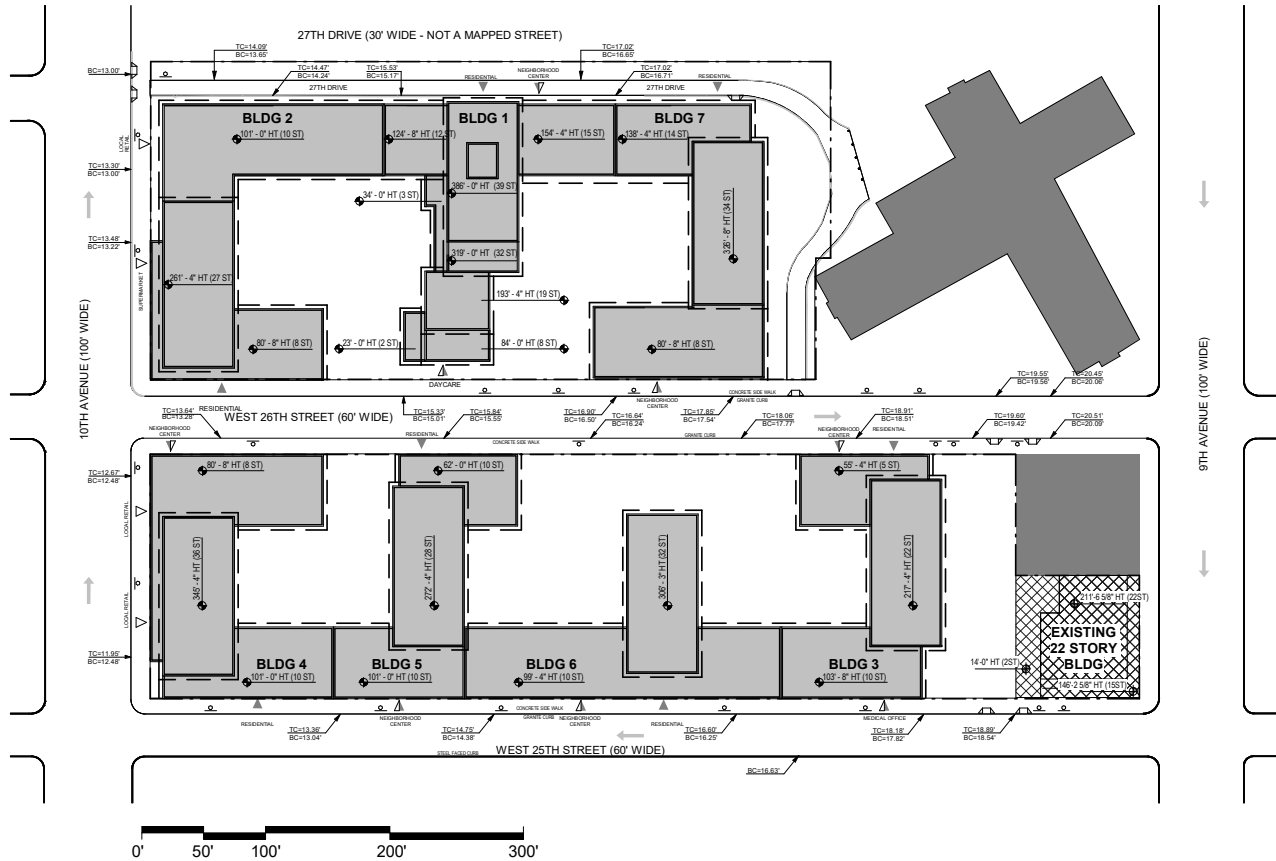 27TH DRIVE (30' WIDE - NOT A MAPPED STREET)
TC=14.09'
BC=13.65'
TC=17.02'
BC=16.65'
BC=13.00'
TC=14.47'
BC=14.24'
TC=15.53'
BC=15.17'
RESIDENTIAL
NEIGHBORHOOD
CENTER
TC=17.02'
BC=16.71'
RESIDENTIAL
27TH DRIVE
27TH DRIVE
BLDG 2
BLDG 1
BLDG 7
101' - 0" HT (10 ST)
124' - 8" HT (12 ST)
154' - 4" HT (15 ST)
138' - 4" HT (14 ST)
LOCAL
RETAIL
TC=13.30'
BC=13.00'
34' - 0" HT (3 ST)
386' - 0" HT (39 ST)
326' - 8" HT (34 ST)
TC=13.48'
BC=13.22'
319' - 0" HT (32 ST)
SUPERMARKET
261' - 4" HT (27 ST)
193' - 4" HT (19 ST)
80' - 8" HT (8 ST)
23' - 0" HT (2 ST)
84' - 0" HT (8 ST)
80' - 8" HT (8 ST)
10TH AVENUE (100' WIDE)
9TH AVENUE (100' WIDE)
DAYCARE
NEIGHBORHOOD
CENTER
CONCRETE SIDE WALK
GRANITE CURB
TC=19.55'
BC=19.56'
TC=20.45'
BC=20.06'
TC=13.64'
BC=13.28'
RESIDENTIAL
WEST 26TH STREET (60' WIDE)
TC=15.33'
BC=15.01'
TC=15.84'
BC=15.55'
TC=16.90'
BC=16.50'
TC=16.64'
BC=16.24'
TC=17.85'
BC=17.54'
TC=18.06'
BC=17.77'
TC=18.91'
BC=18.51'
TC=19.60'
BC=19.42'
TC=20.51'
BC=20.09'
NEIGHBORHOOD
CENTER
RESIDENTIAL
CONCRETE SIDE WALK
GRANITE CURB
NEIGHBORHOOD
CENTER
RESIDENTIAL
TC=12.67'
BC=12.48'
80' - 8" HT (8 ST)
62' - 0" HT (10 ST)
55' - 4" HT (5 ST)
LOCAL RETAIL
345' - 4" HT (36 ST)
272' - 4" HT (28 ST)
306' - 3" HT (32 ST)
217' - 4" HT (22 ST)
LOCAL RETAIL
211'-6 5/8" HT (22ST)
EXISTING
22 STORY
BLDG
TC=11.95'
BC=12.48'
BLDG 4
BLDG 5
BLDG 6
BLDG 3
14'-0" HT (2ST)
101' - 0" HT (10 ST)
101' - 0" HT (10 ST)
99' - 4" HT (10 ST)
103' - 8" HT (10 ST)
146'-2 5/8" HT (15ST)
RESIDENTIAL
NEIGHBORHOOD
CENTER
CONCRETE SIDE WALK
GRANITE CURB
NEIGHBORHOOD
CENTER
RESIDENTIAL
MEDICAL OFFICE
TC=13.36'
BC=13.04'
TC=14.75'
BC=14.38'
TC=16.60'
BC=16.25'
TC=18.18'
BC=17.82'
TC=18.89'
BC=18.54'
STEEL FACED CURB
WEST 25TH STREET (60' WIDE)
BC=16.63'
0' 50' 100' 200' 300'